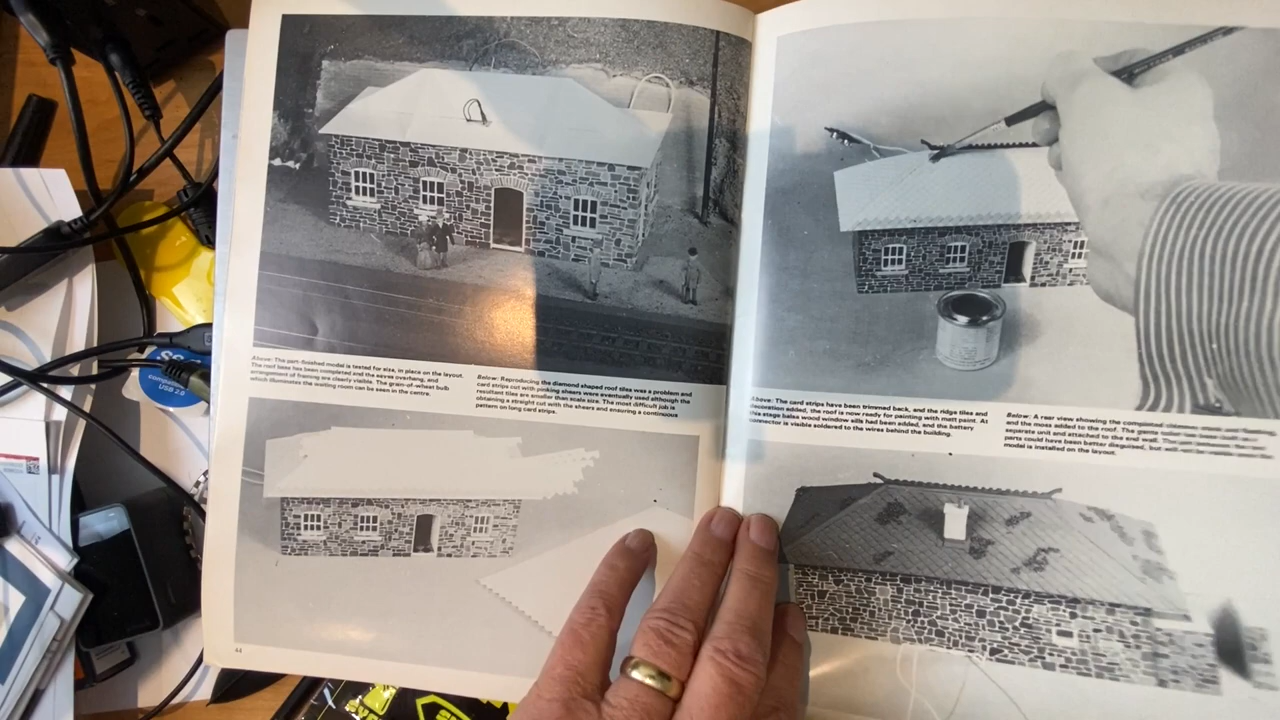 Above: The part-finished model is tested for size, in place on the layout.
The roof base has been completed and the eaves overhang, and
arrangement of framing are clearly visible. The grain-of-wheat bulb
which illuminates the waiting room can be seen in the centre.
Below: Reproducing the diamond shaped roof tiles was a problem and
card strips cut with pinking shears were eventually used although the
resultant tiles are smaller than scale size. The most difficult job is
obtaining a straight cut with the shears and ensuring a continuous
pattern on long card strips.
44
Above: The card strips have been trimmed back, and the ridge tiles and
decoration added, the roof is now ready for painting with matt paint. At
this stage balsa wood window sills had been added, and the battery
connector is visible soldered to the wires behind the building.
Below: A rear view showing the completed chimney
and the moss added to the roof. The
separate unit and attached to the end wall. The
parts could have been better disguised, but will not be
model is installed on the layout.
USB 2.0